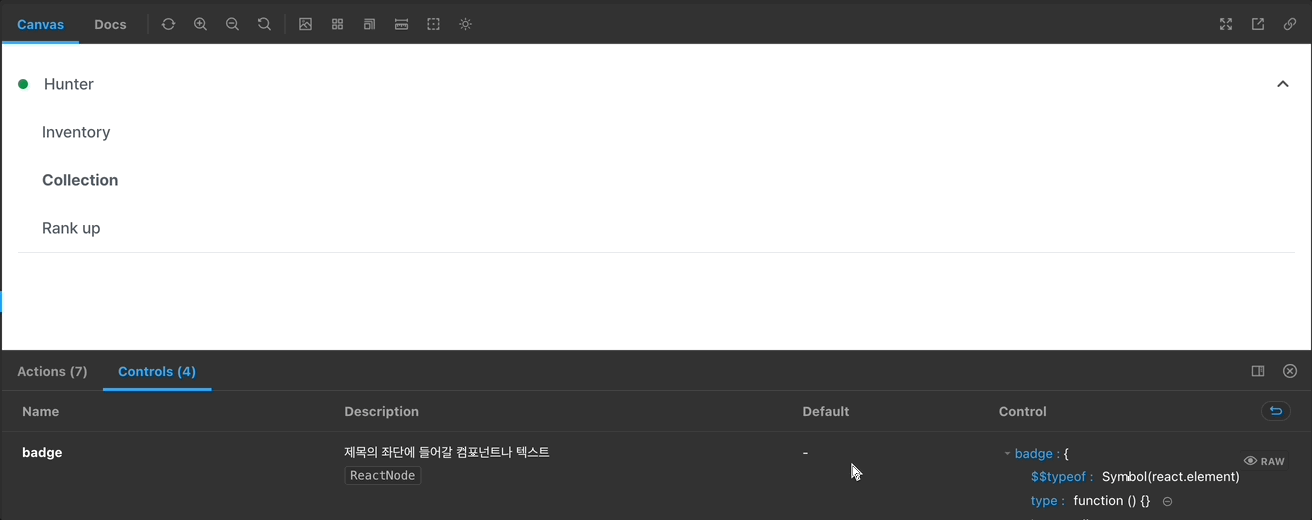 Canvas Docs
Hunter
Inventory
Collection
Rank up
Actions (7) Controls (4)
Name Description Default Control
badge 제목의 좌단에 들어갈 컴포넌트나 텍스트 - badge : {
RAW
ReactNode $$typeof : Symbol(react.element)
type : function () {}